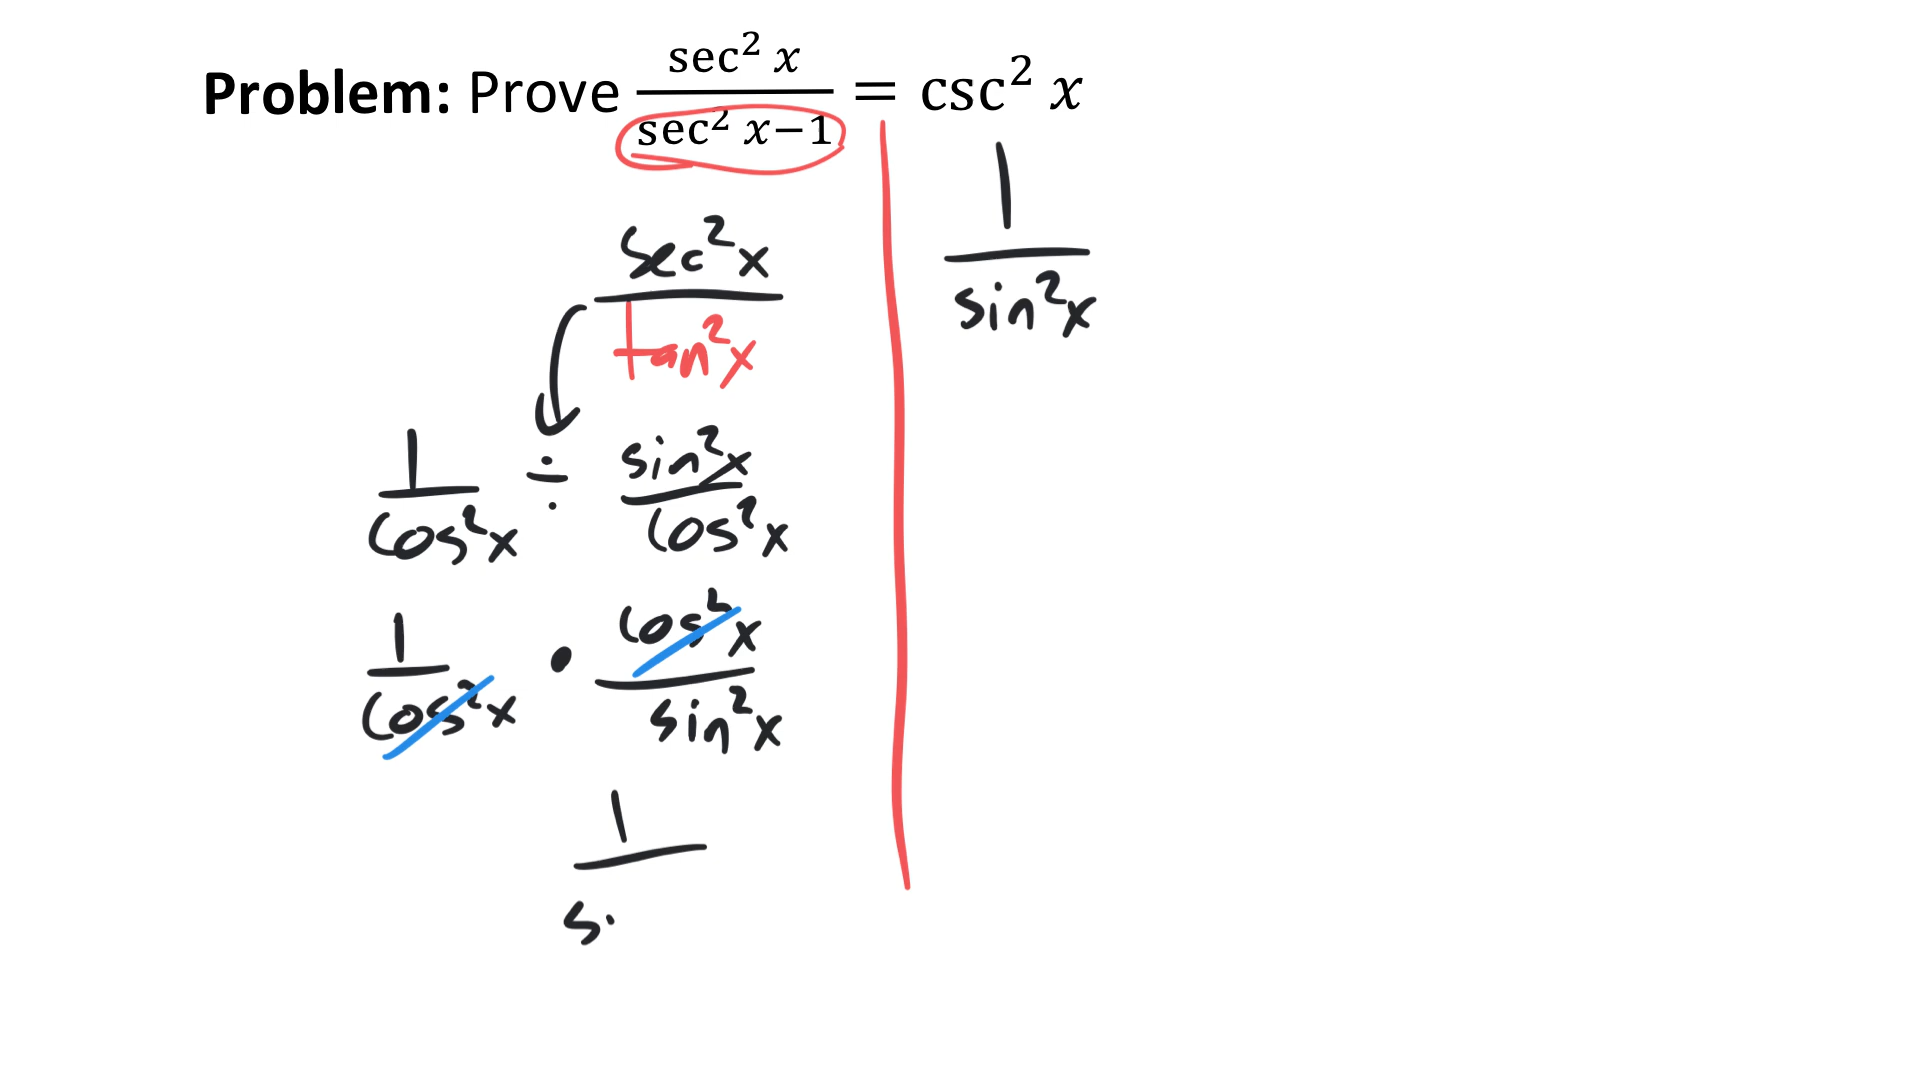 Problem: Prove sec² x / sec² x−1 = csc² x
sec²x / tan²x
1 / sin²x
1 / cos²x ÷ sin²x / cos²x
1 / cos²x • cos²x / sin²x
1 / si